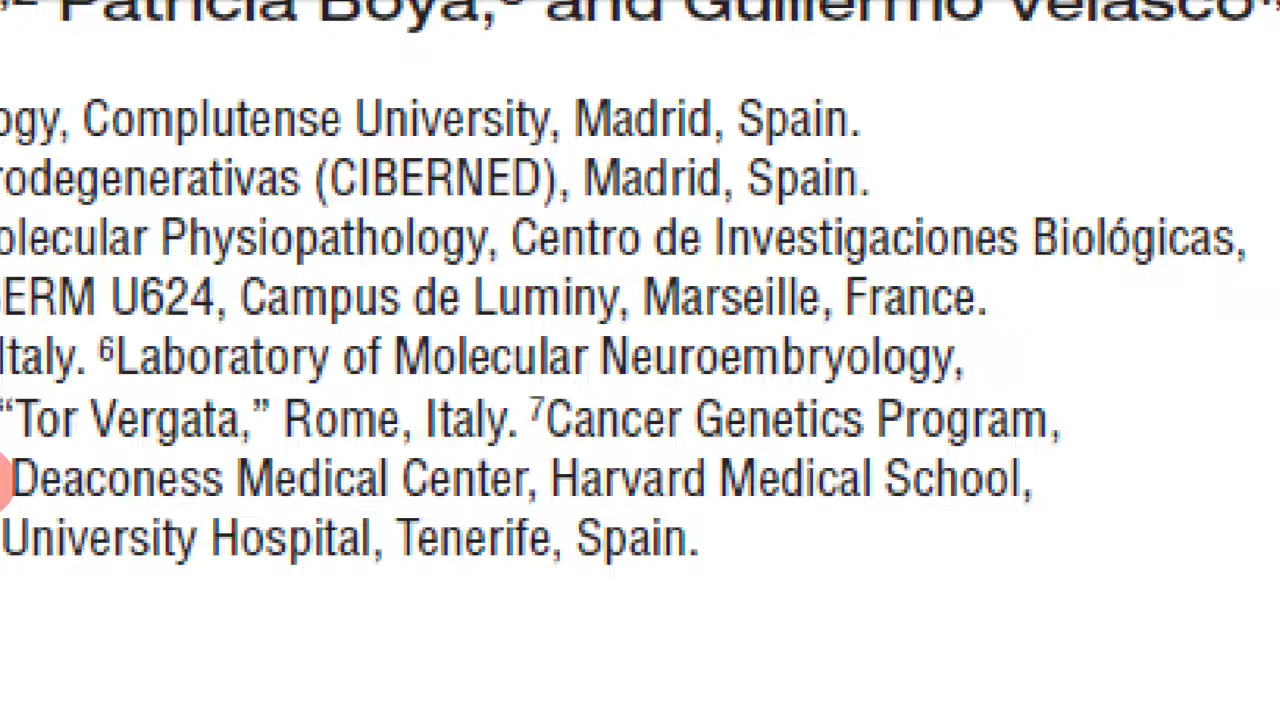 Patricia Boya, and Guillermo Velasco
ogy, Complutense University, Madrid, Spain.
rodegenerativas (CIBERNED), Madrid, Spain.
olecular Physiopathology, Centro de Investigaciones Biológicas,
SERM U624, Campus de Luminy, Marseille, France.
Italy. ⁶Laboratory of Molecular Neuroembryology,
“Tor Vergata,” Rome, Italy. ⁷Cancer Genetics Program,
Deaconess Medical Center, Harvard Medical School,
University Hospital, Tenerife, Spain.